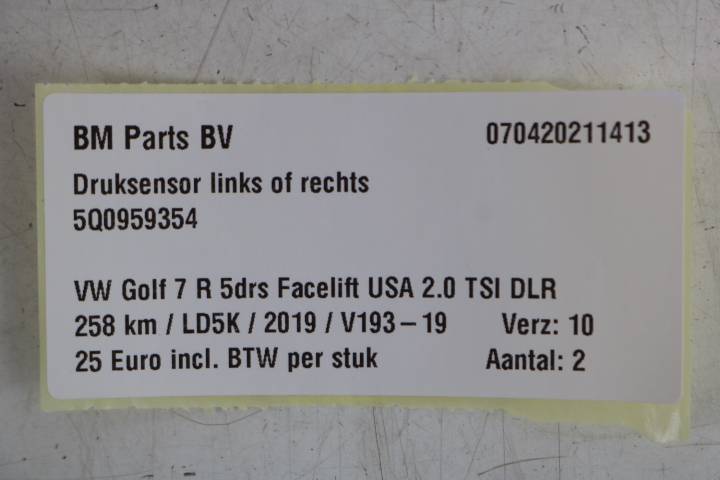 BM Parts BV 070420211413
Druksensor links of rechts
5Q0959354
VW Golf 7 R 5drs Facelift USA 2.0 TSI DLR
258 km / LD5K / 2019 / V193-19 Verz: 10
25 Euro incl. BTW per stuk Aantal: 2